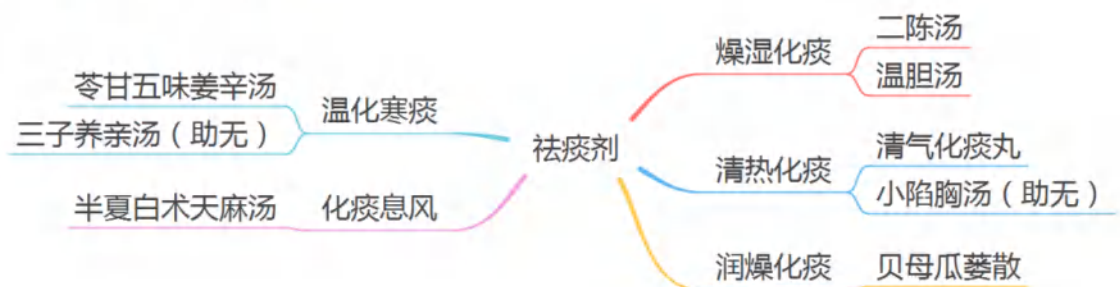 祛痰剂
燥湿化痰
二陈汤
温胆汤
清热化痰
清气化痰丸
小陷胸汤（助无）
润燥化痰
贝母瓜蒌散
温化寒痰
苓甘五味姜辛汤
三子养亲汤（助无）
化痰息风
半夏白术天麻汤